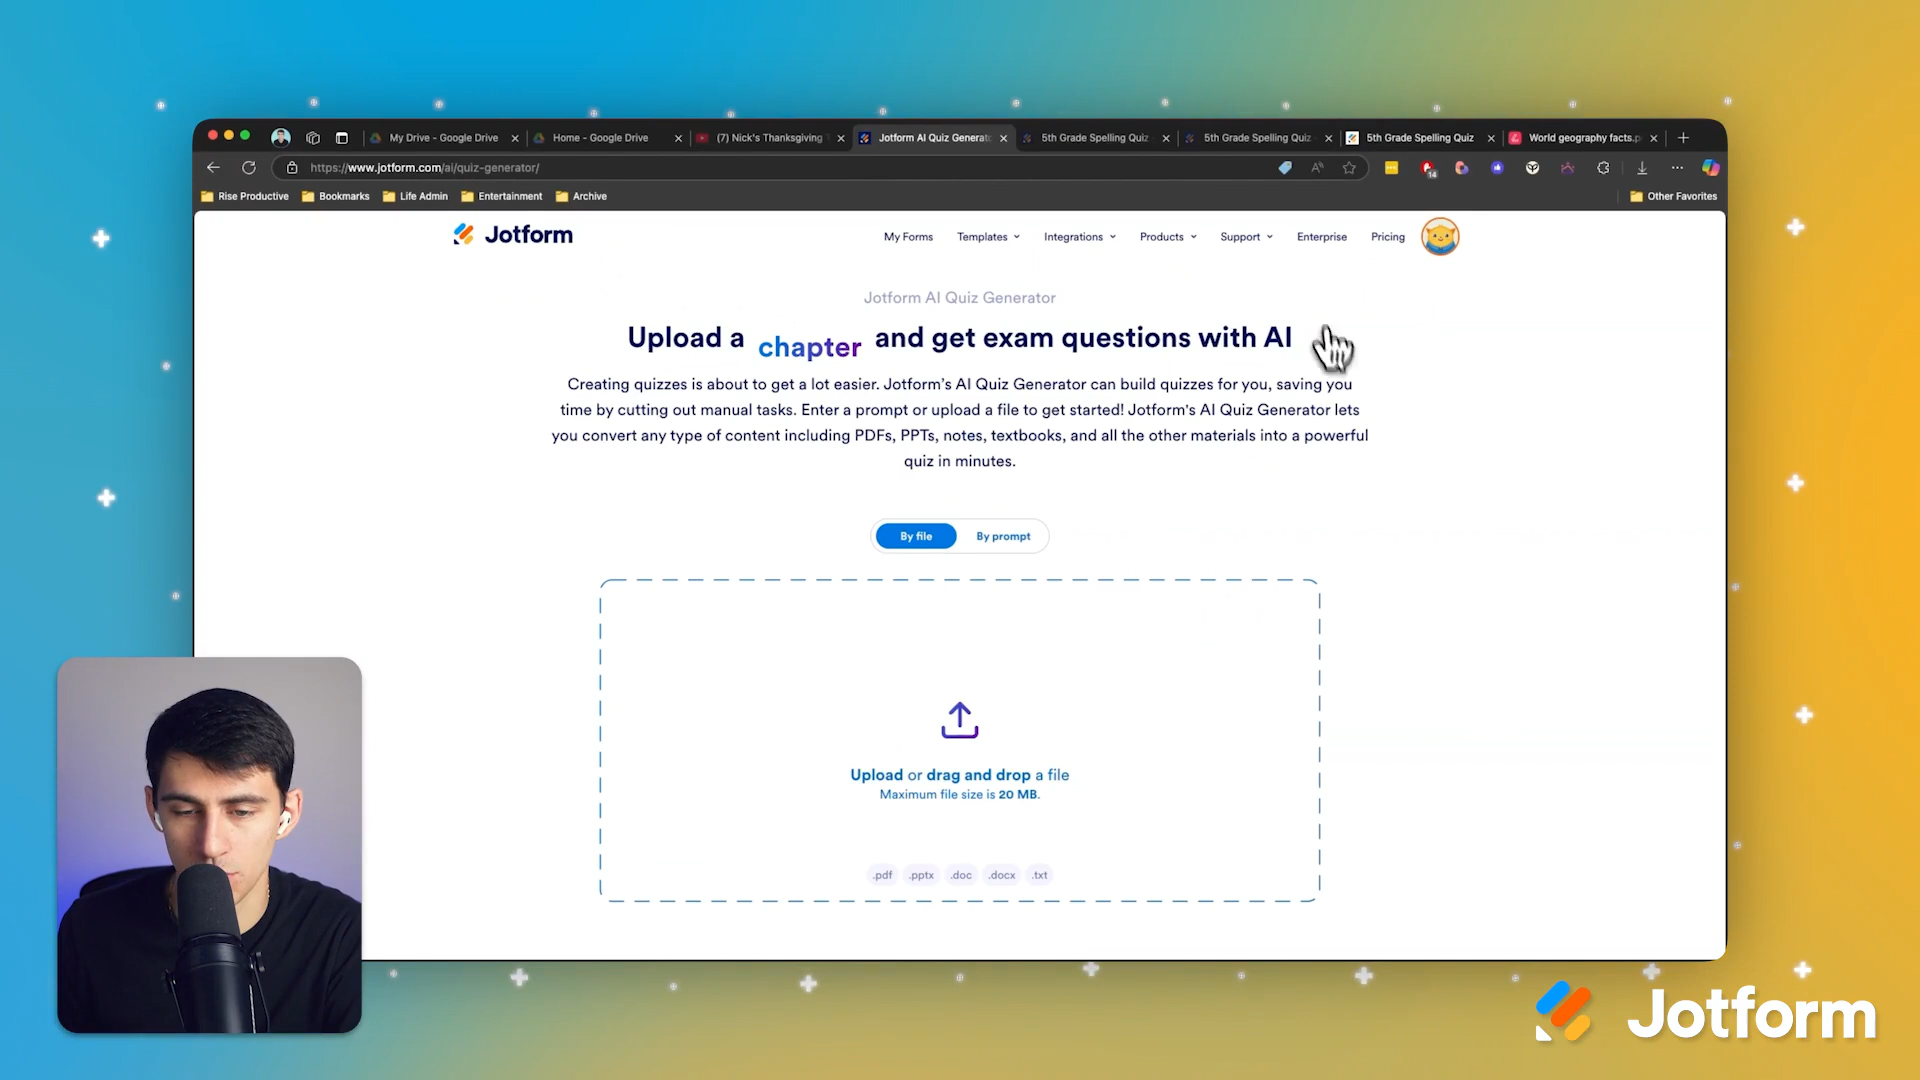 My Drive - Google Drive
Home - Google Drive
(7) Nick's Thanksgiving T
Jotform AI Quiz Generato
5th Grade Spelling Quiz
5th Grade Spelling Quiz
5th Grade Spelling Quiz
World geography facts.p
https://www.jotform.com/ai/quiz-generator/
14
Rise Productive
Bookmarks
Life Admin
Entertainment
Archive
Other Favorites
Jotform
My Forms
Templates
Integrations
Products
Support
Enterprise
Pricing
Jotform AI Quiz Generator
Upload a chapter and get exam questions with AI
Creating quizzes is about to get a lot easier. Jotform's AI Quiz Generator can build quizzes for you, saving you
time by cutting out manual tasks. Enter a prompt or upload a file to get started! Jotform's AI Quiz Generator lets
you convert any type of content including PDFs, PPTs, notes, textbooks, and all the other materials into a powerful
quiz in minutes.
By file
By prompt
Upload or drag and drop a file
Maximum file size is 20 MB.
.pdf
.pptx
.doc
.docx
.txt
Jotform